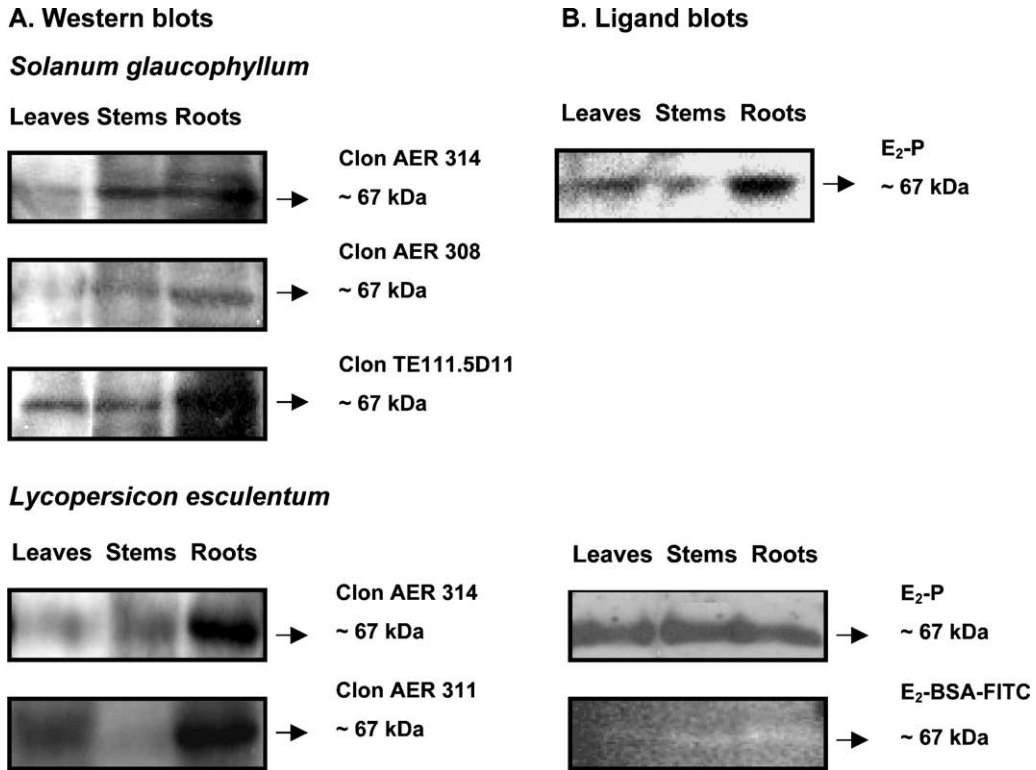 A. Western blots
Solanum glaucophyllum
Leaves Stems Roots
Clon AER 314
~ 67 kDa
Clon AER 308
~ 67 kDa
Clon TE111.5D11
~ 67 kDa
B. Ligand blots
Leaves Stems Roots
E₂-P
~ 67 kDa
Lycopersicon esculentum
Leaves Stems Roots
Clon AER 314
~ 67 kDa
Clon AER 311
~ 67 kDa
Leaves Stems Roots
E₂-P
~ 67 kDa
E₂-BSA-FITC
~ 67 kDa